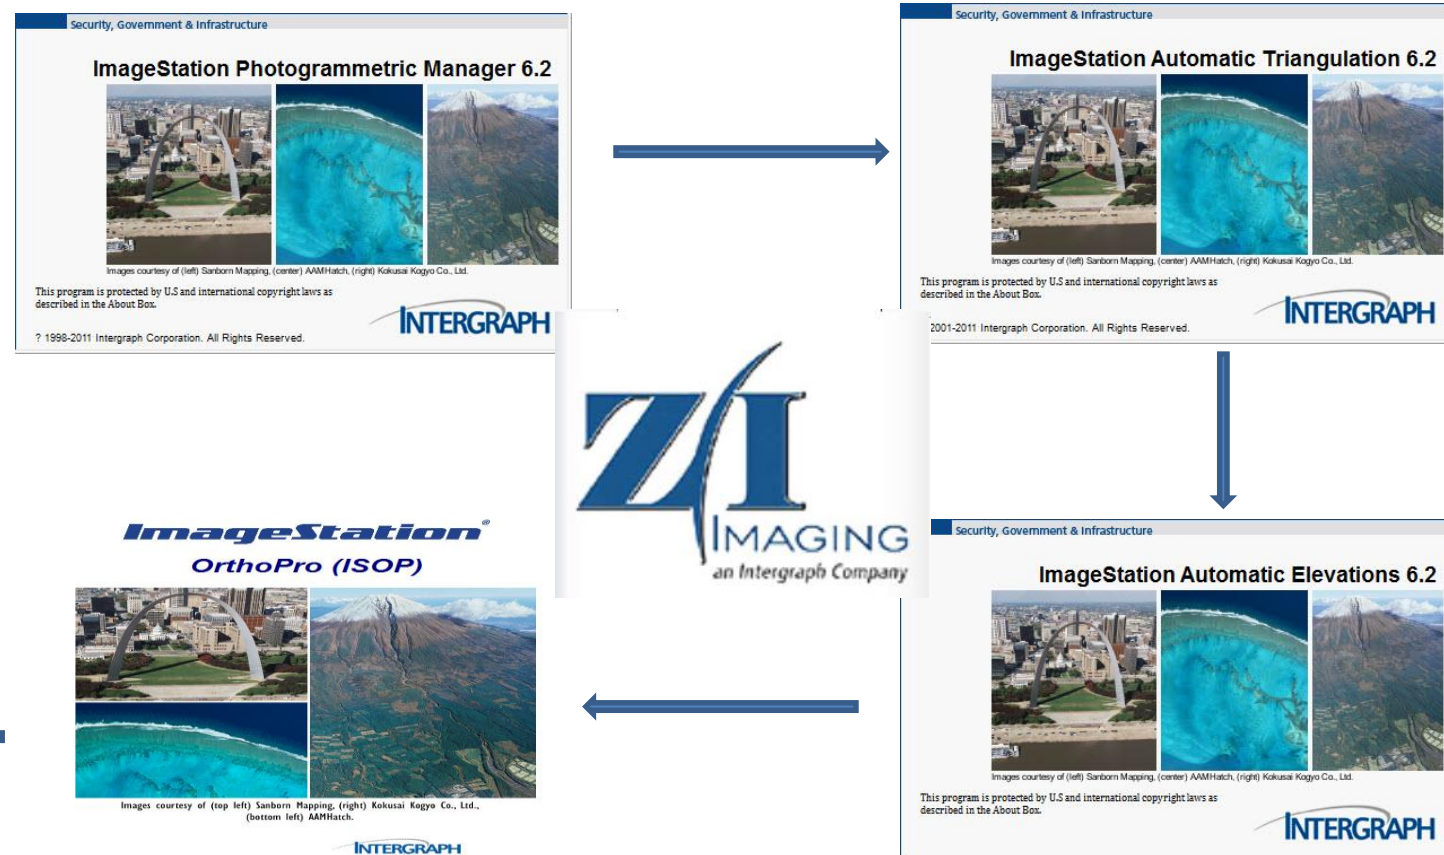 Security, Government & Infrastructure
ImageStation Photogrammetric Manager 6.2
Images courtesy of (left) Sanborn Mapping, (center) AAMHatch, (right) Kokusai Kogyo Co., Ltd.
This program is protected by U.S and international copyright laws as
described in the About Box.
INTERGRAPH
? 1998-2011 Intergraph Corporation. All Rights Reserved.
Security, Government & Infrastructure
ImageStation Automatic Triangulation 6.2
Images courtesy of (left) Sanborn Mapping, (center) AAMHatch, (right) Kokusai Kogyo Co., Ltd.
This program is protected by U.S and international copyright laws as
described in the About Box.
INTERGRAPH
2001-2011 Intergraph Corporation. All Rights Reserved.
Z/I
IMAGING
an Intergraph Company
ImageStation®
OrthoPro (ISOP)
Images courtesy of (top left) Sanborn Mapping, (right) Kokusai Kogyo Co., Ltd.,
(bottom left) AAMHatch.
INTERGRAPH
Security, Government & Infrastructure
ImageStation Automatic Elevations 6.2
Images courtesy of (left) Sanborn Mapping, (center) AAMHatch, (right) Kokusai Kogyo Co., Ltd.
This program is protected by U.S and international copyright laws as
described in the About Box.
INTERGRAPH